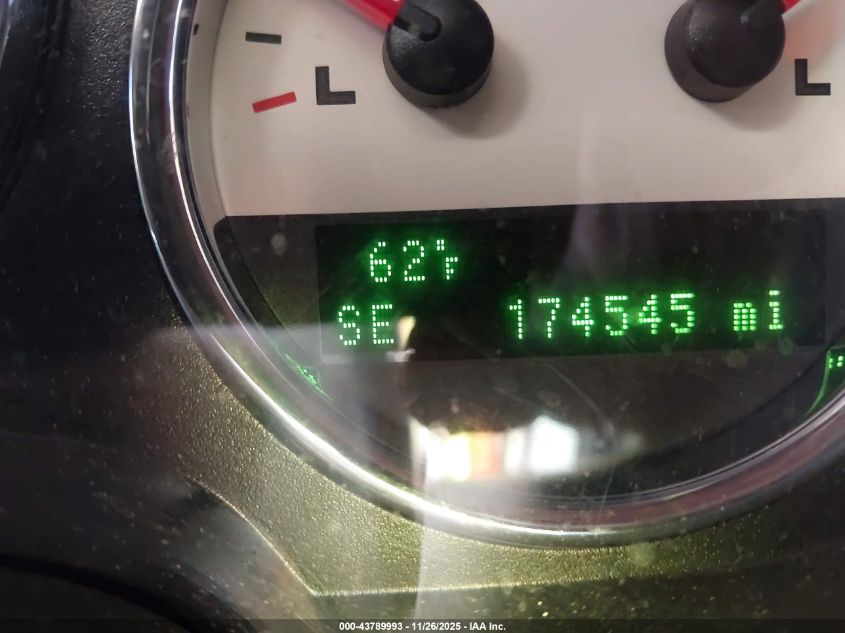 L
L
62°F
SE 174545 mi
000-43789993 - 11/26/2025 - IAA Inc.